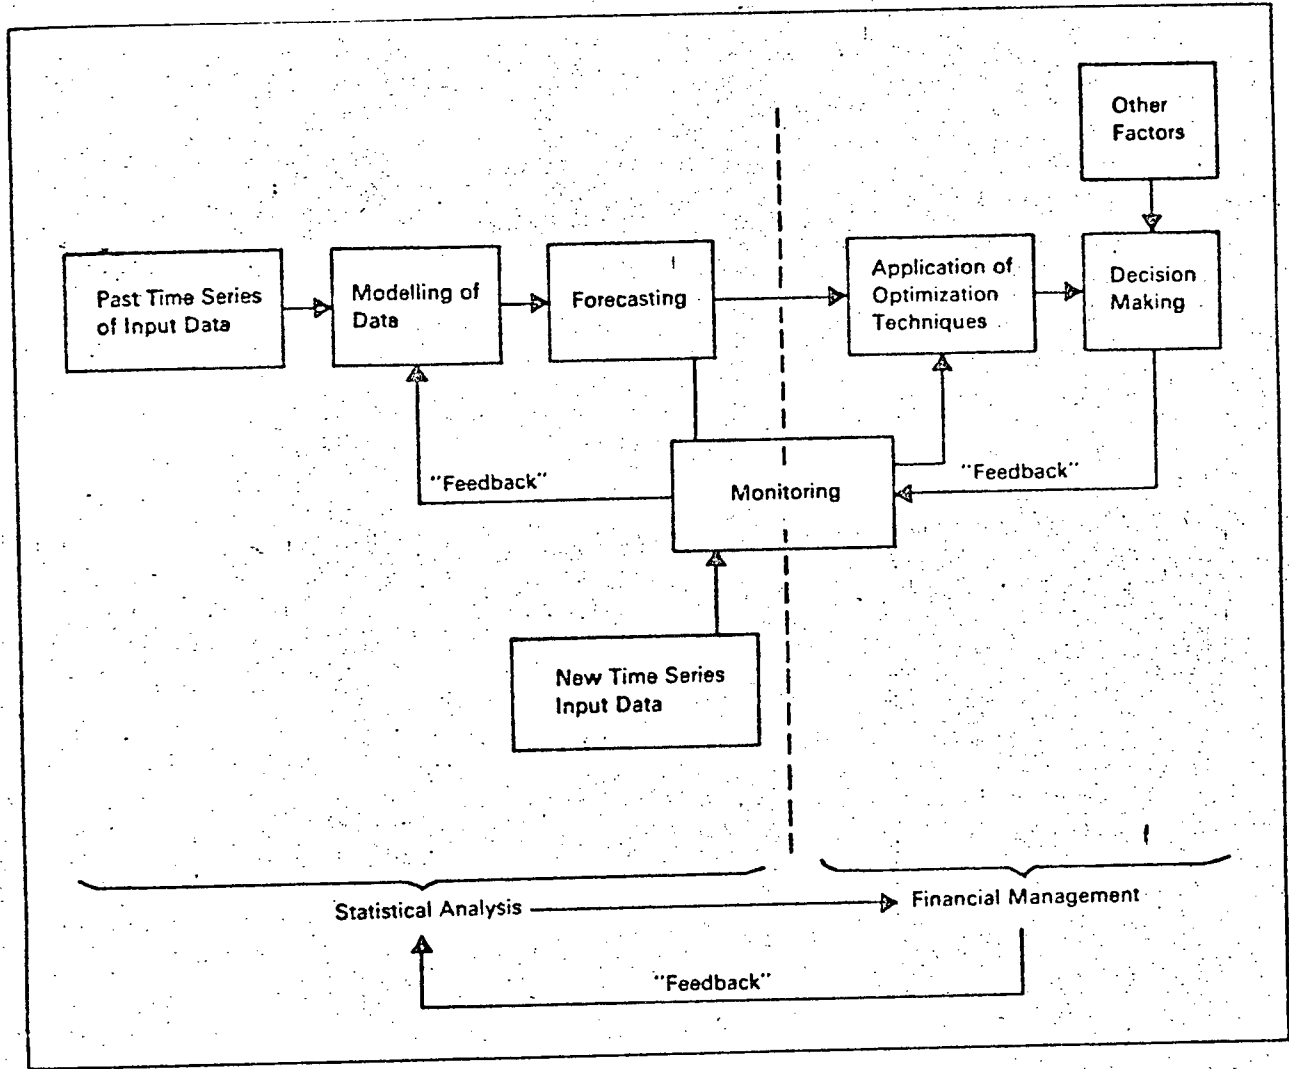 Other
Factors
Past Time Series
of Input Data
Modelling of
Data
Forecasting
Application of
Optimization
Techniques
Decision
Making
"Feedback"
Monitoring
"Feedback"
New Time Series
Input Data
Statistical Analysis
Financial Management
"Feedback"